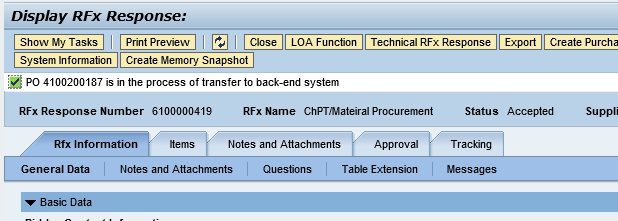 Display RFx Response:
Show My Tasks Print Preview Close LOA Function Technical RFx Response Export Create Purcha
System Information Create Memory Snapshot
PO 4100200187 is in the process of transfer to back-end system
RFx Response Number 6100000419 RFx Name ChPT/Mateiral Procurement Status Accepted Suppli
Rfx Information Items Notes and Attachments Approval Tracking
General Data Notes and Attachments Questions Table Extension Messages
Basic Data